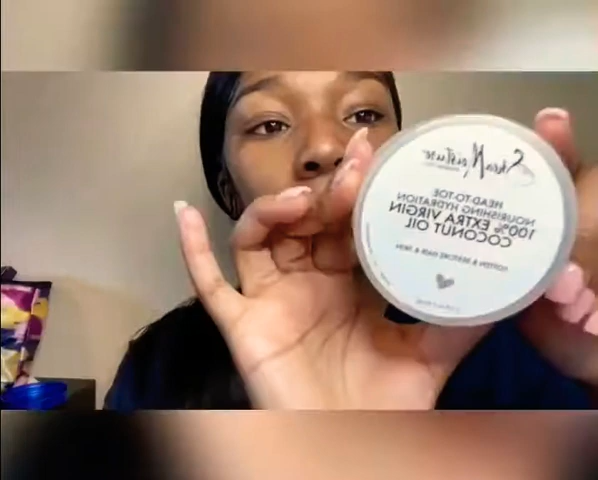 SheaMoisture
HEAD-TO-TOE
NOURISHING HYDRATION
100% EXTRA VIRGIN
COCONUT OIL
SOFTEN & RESTORE HAIR & SKIN